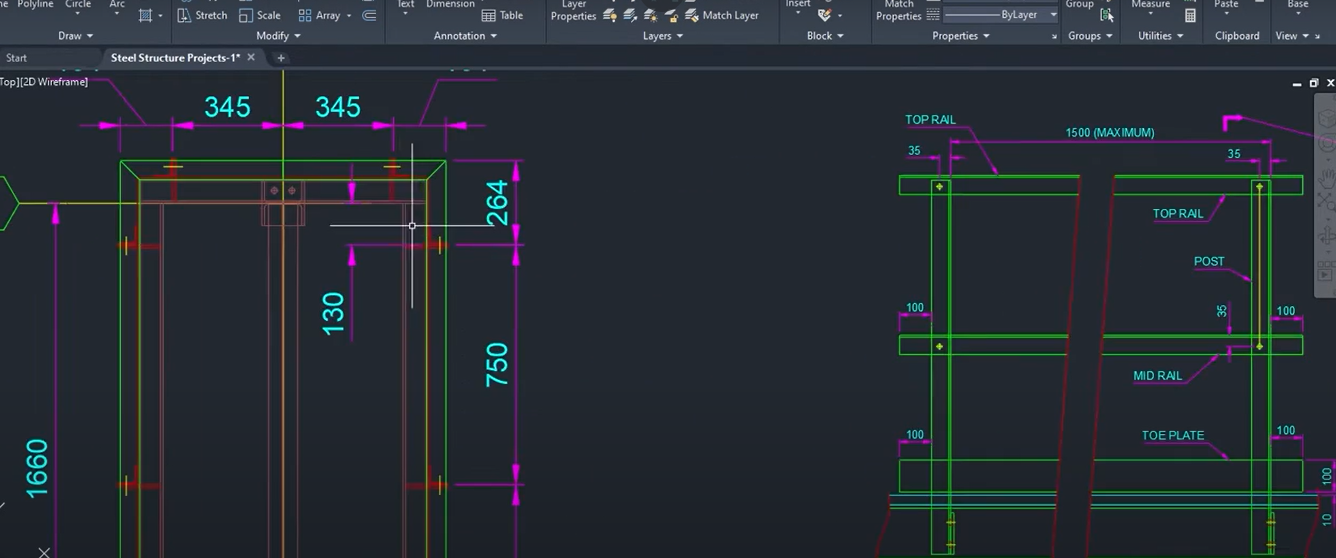 Polyline Circle Arc
Stretch Scale Array
Draw Modify
Text Dimension
Table
Annotation
Layer
Properties
Match Layer
Layers
Insert
Block
Match
Properties
ByLayer
Properties
Group
Groups
Measure
Utilities
Paste
Clipboard
Base
View
Start
Steel Structure Projects-1*
Top][2D Wireframe]
345 345
264
130
750
1660
TOP RAIL
1500 (MAXIMUM)
35 35
TOP RAIL
POST
100 35 100
MID RAIL
100 TOE PLATE 100
100
10